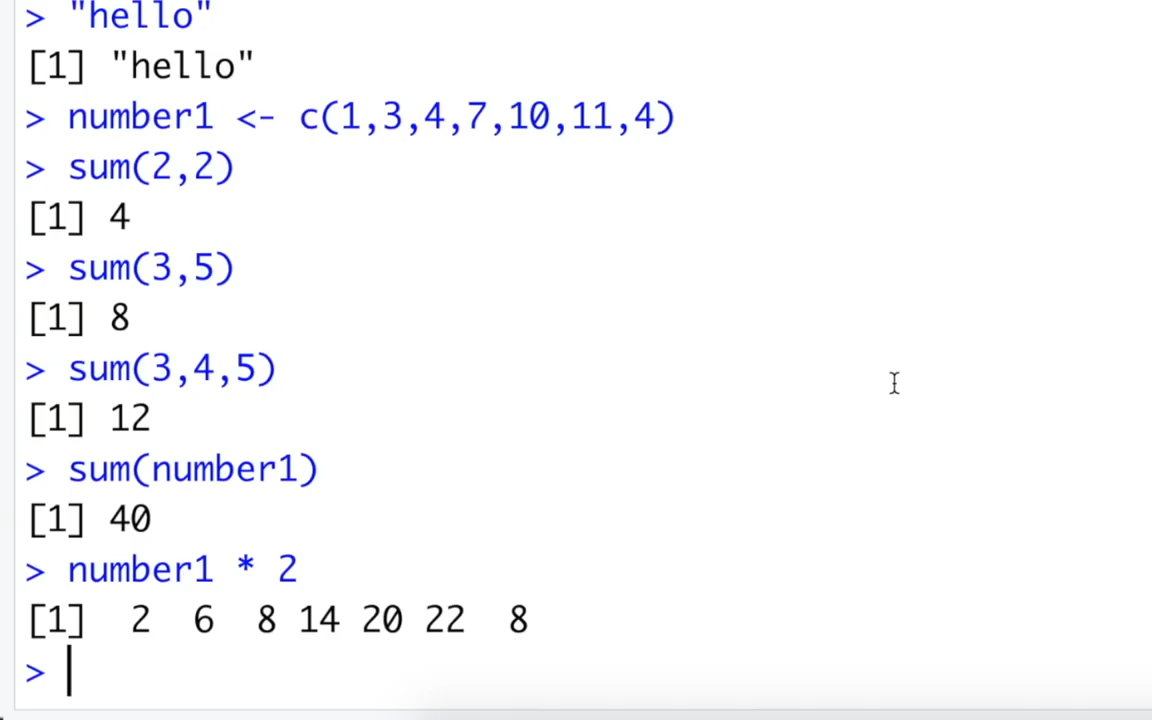 > "hello"
[1] "hello"
> number1 <- c(1,3,4,7,10,11,4)
> sum(2,2)
[1] 4
> sum(3,5)
[1] 8
> sum(3,4,5)
[1] 12
> sum(number1)
[1] 40
> number1 * 2
[1]  2  6  8 14 20 22  8
>